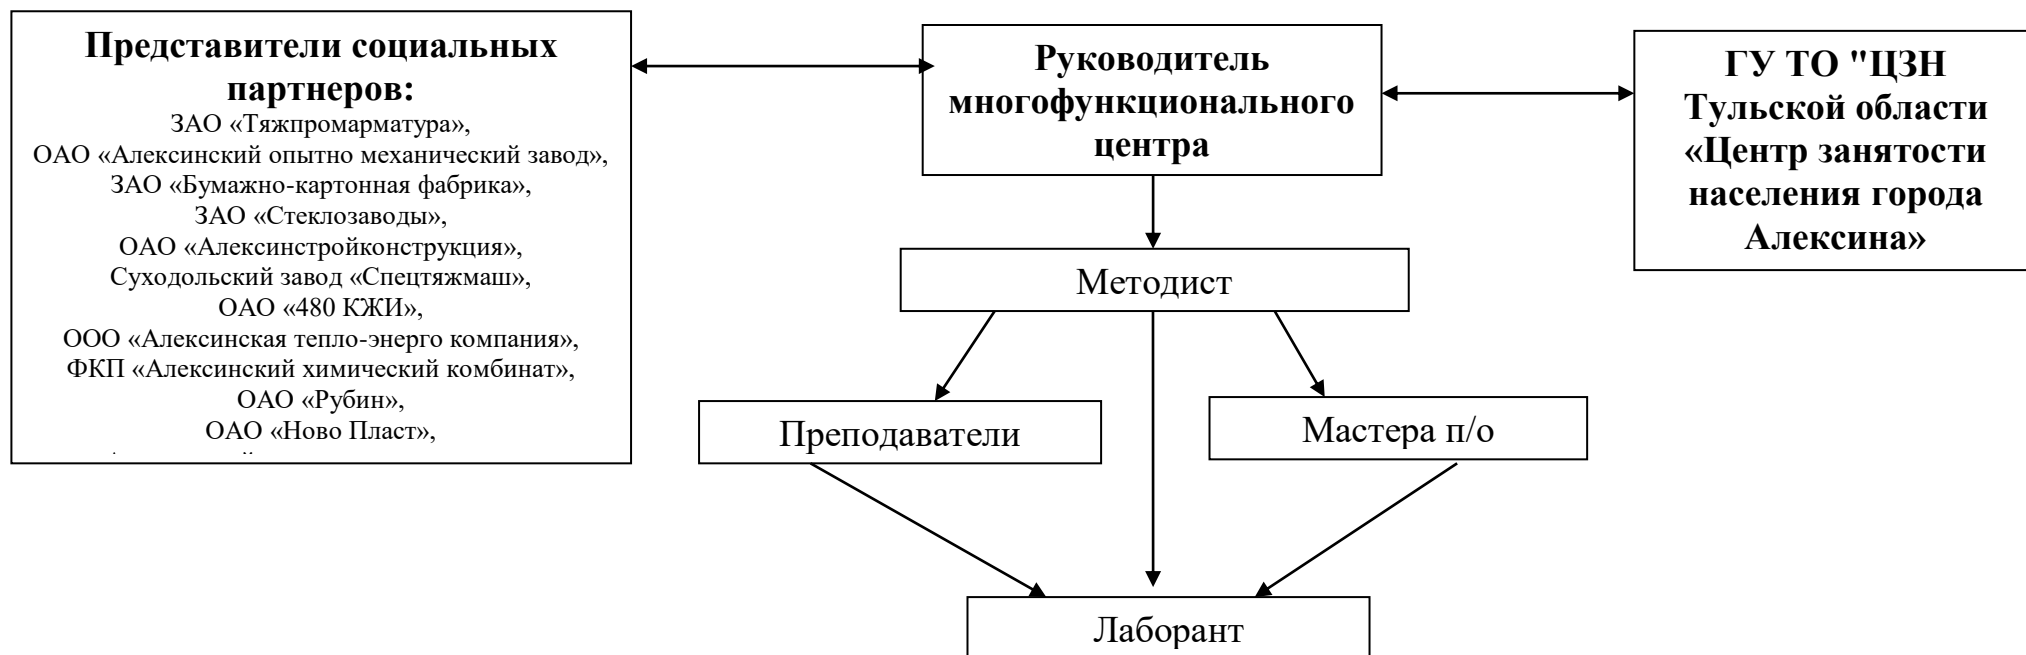 Представители социальных
партнеров:
ЗАО «Тяжпромарматура»,
ОАО «Алексинский опытно механический завод»,
ЗАО «Бумажно-картонная фабрика»,
ЗАО «Стеклозаводы»,
ОАО «Алексинстройконструкция»,
Суходольский завод «Спецтяжмаш»,
ОАО «480 КЖИ»,
ООО «Алексинская тепло-энерго компания»,
ФКП «Алексинский химический комбинат»,
ОАО «Рубин»,
ОАО «Ново Пласт»,
Руководитель
многофункционального
центра
ГУ ТО "ЦЗН
Тульской области
«Центр занятости
населения города
Алексина»
Методист
Преподаватели
Мастера п/о
Лаборант